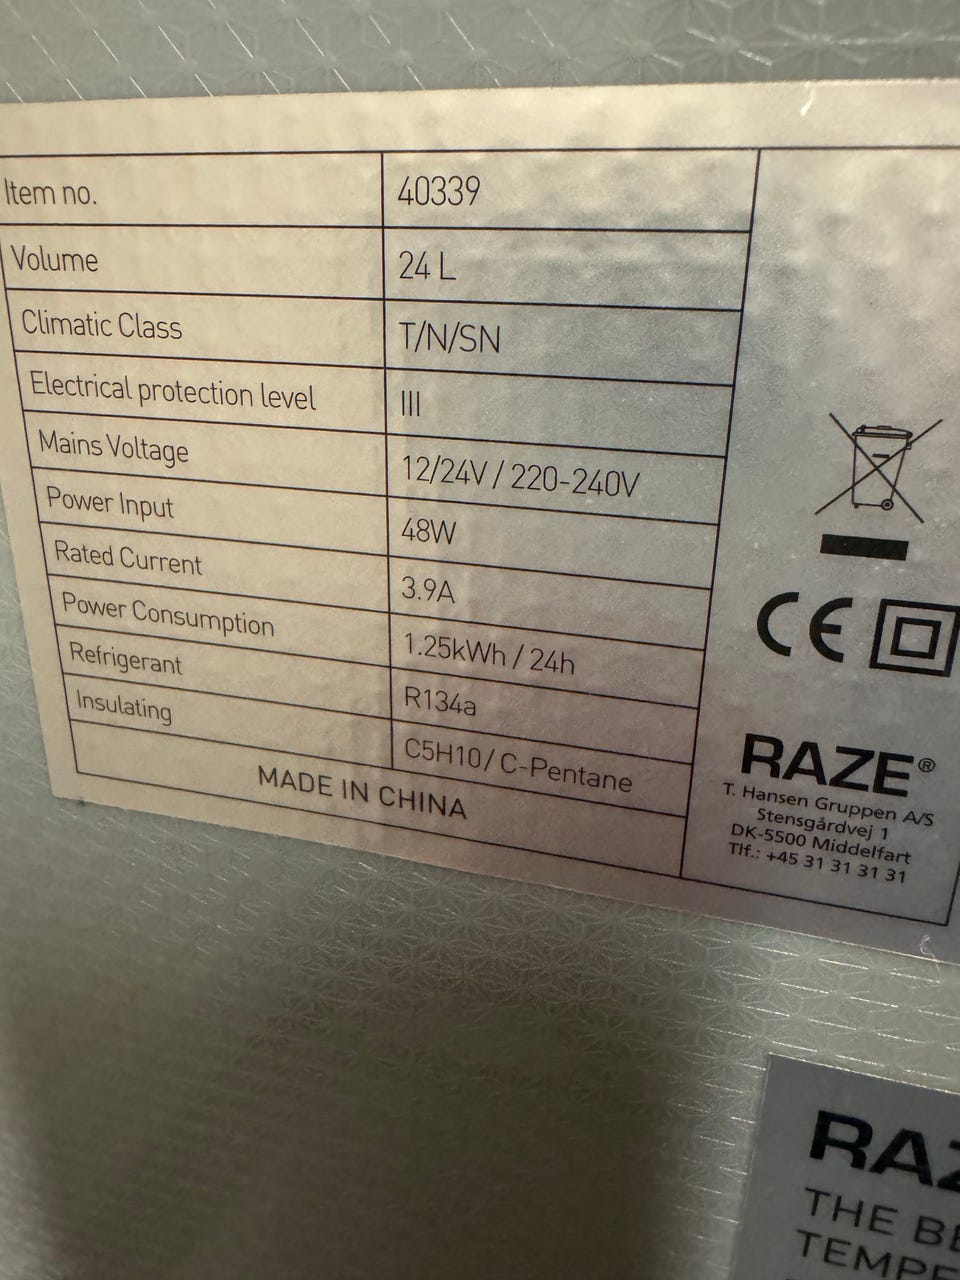 Item no. 40339
Volume 24 L
Climatic Class T/N/SN
Electrical protection level III
Mains Voltage 12/24V / 220-240V
Power Input 48W
Rated Current 3.9A
Power Consumption 1.25kWh / 24h
Refrigerant R134a
Insulating C5H10/ C-Pentane
MADE IN CHINA
CE
RAZE®
T. Hansen Gruppen A/S
Stensgårdvej 1
DK-5500 Middelfart
Tlf.: +45 31 31 31 31
RAZ
THE BE
TEMPE